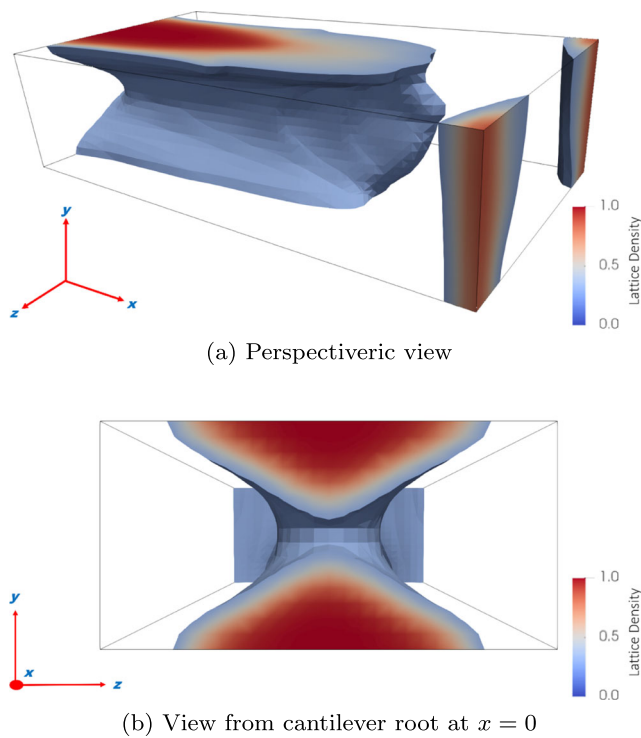 1.0
0.5
0.0
Lattice Density
y
z
x
(a) Perspectiveric view
1.0
0.5
0.0
Lattice Density
y
x
z
(b) View from cantilever root at x = 0